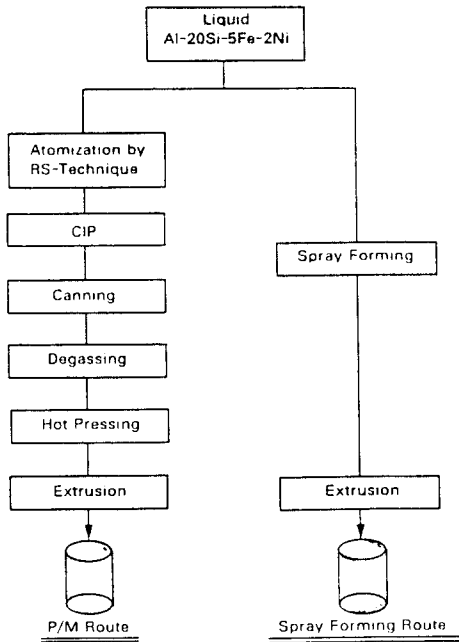 Liquid
Al-20Si-5Fe-2Ni
Atomization by
RS-Technique
CIP
Canning
Degassing
Hot Pressing
Extrusion
P/M Route
Spray Forming
Extrusion
Spray Forming Route